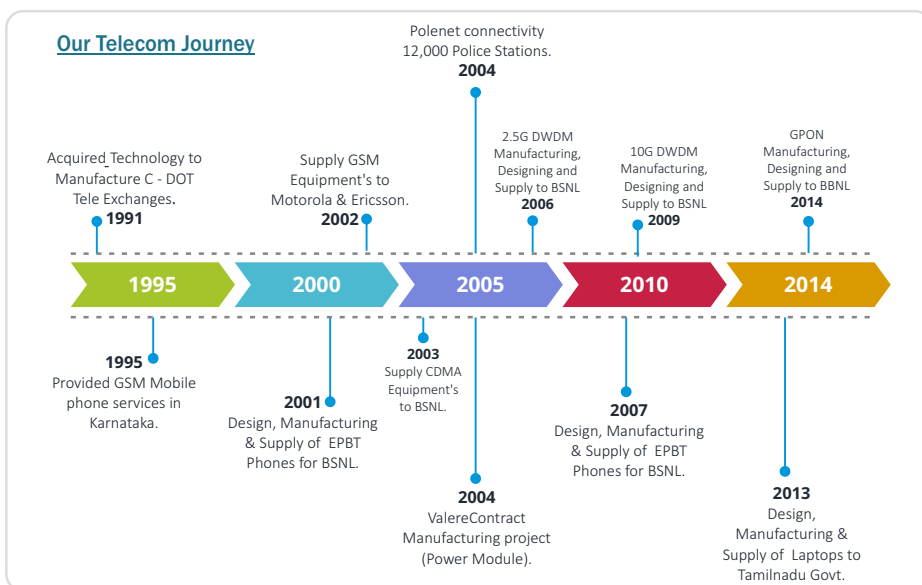 Our Telecom Journey
Polenet connectivity
12,000 Police Stations.
2004
Acquired Technology to
Manufacture C - DOT
Tele Exchanges.
1991
Supply GSM
Equipment's to
Motorola & Ericsson.
2002
2.5G DWDM
Manufacturing,
Designing and
Supply to BSNL
2006
10G DWDM
Manufacturing,
Designing and
Supply to BSNL
2009
GPON
Manufacturing,
Designing and
Supply to BBNL
2014
1995
2000
2005
2010
2014
1995
Provided GSM Mobile
phone services in
Karnataka.
2001
Design, Manufacturing
& Supply of EPBT
Phones for BSNL.
2003
Supply CDMA
Equipment's
to BSNL.
2004
ValereContract
Manufacturing project
(Power Module).
2007
Design, Manufacturing
& Supply of EPBT
Phones for BSNL.
2013
Design,
Manufacturing &
Supply of Laptops to
Tamilnadu Govt.